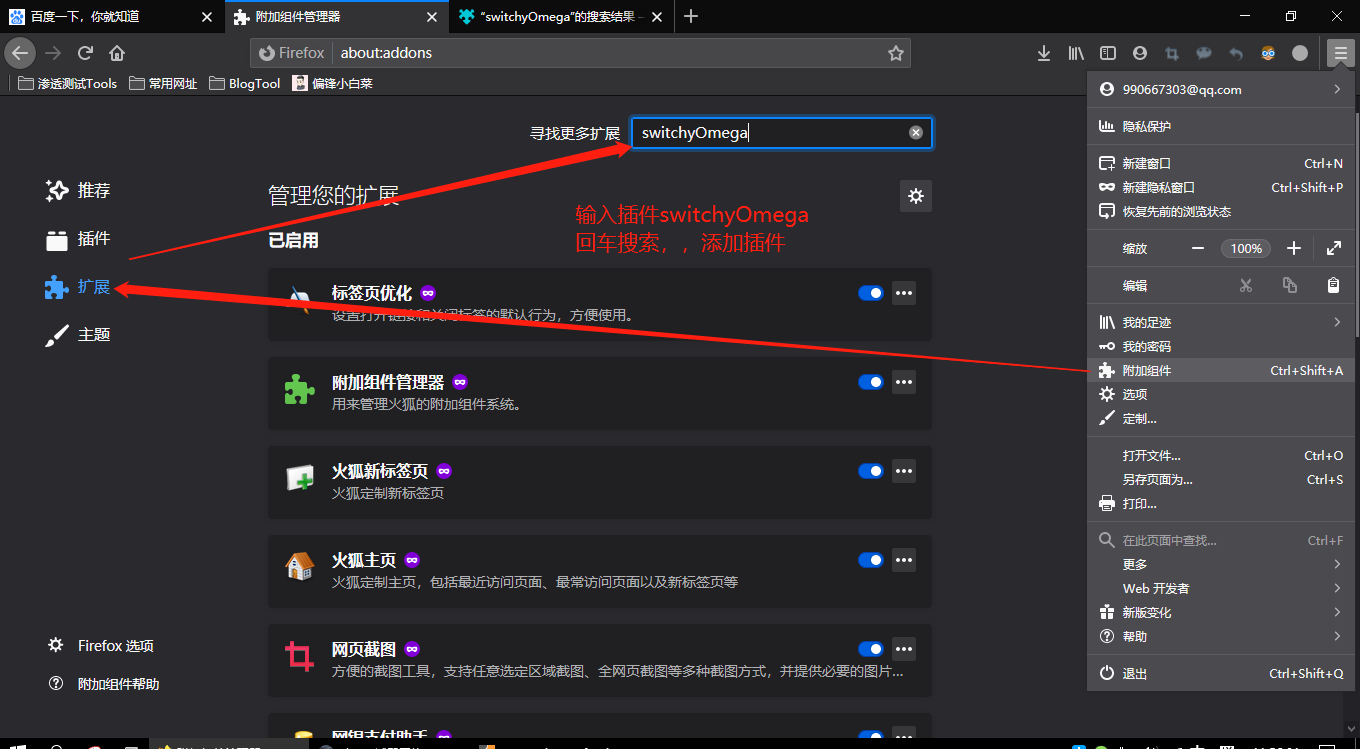 百度一下，你就知道
附加组件管理器
“switchyOmega”的搜索结果 –
Firefox
about:addons
渗透测试Tools
常用网址
BlogTool
偏锋小白菜
寻找更多扩展
switchyOmega
推荐
插件
扩展
主题
管理您的扩展
输入插件switchyOmega
回车搜索，，添加插件
已启用
标签页优化
设置打开链接和关闭标签的默认行为，方便使用。
附加组件管理器
用来管理火狐的附加组件系统。
火狐新标签页
火狐定制新标签页
火狐主页
火狐定制主页，包括最近访问页面、最常访问页面以及新标签页等
网页截图
方便的截图工具，支持任意选定区域截图、全网页截图等多种截图方式，并提供必要的图片...
网银支付助手
Firefox 选项
附加组件帮助
990667303@qq.com
隐私保护
新建窗口 Ctrl+N
新建隐私窗口 Ctrl+Shift+P
恢复先前的浏览状态
缩放 100%
编辑
我的足迹
我的密码
附加组件 Ctrl+Shift+A
选项
定制...
打开文件... Ctrl+O
另存页面为... Ctrl+S
打印...
在此页面中查找... Ctrl+F
更多
Web 开发者
新版变化
帮助
退出 Ctrl+Shift+Q